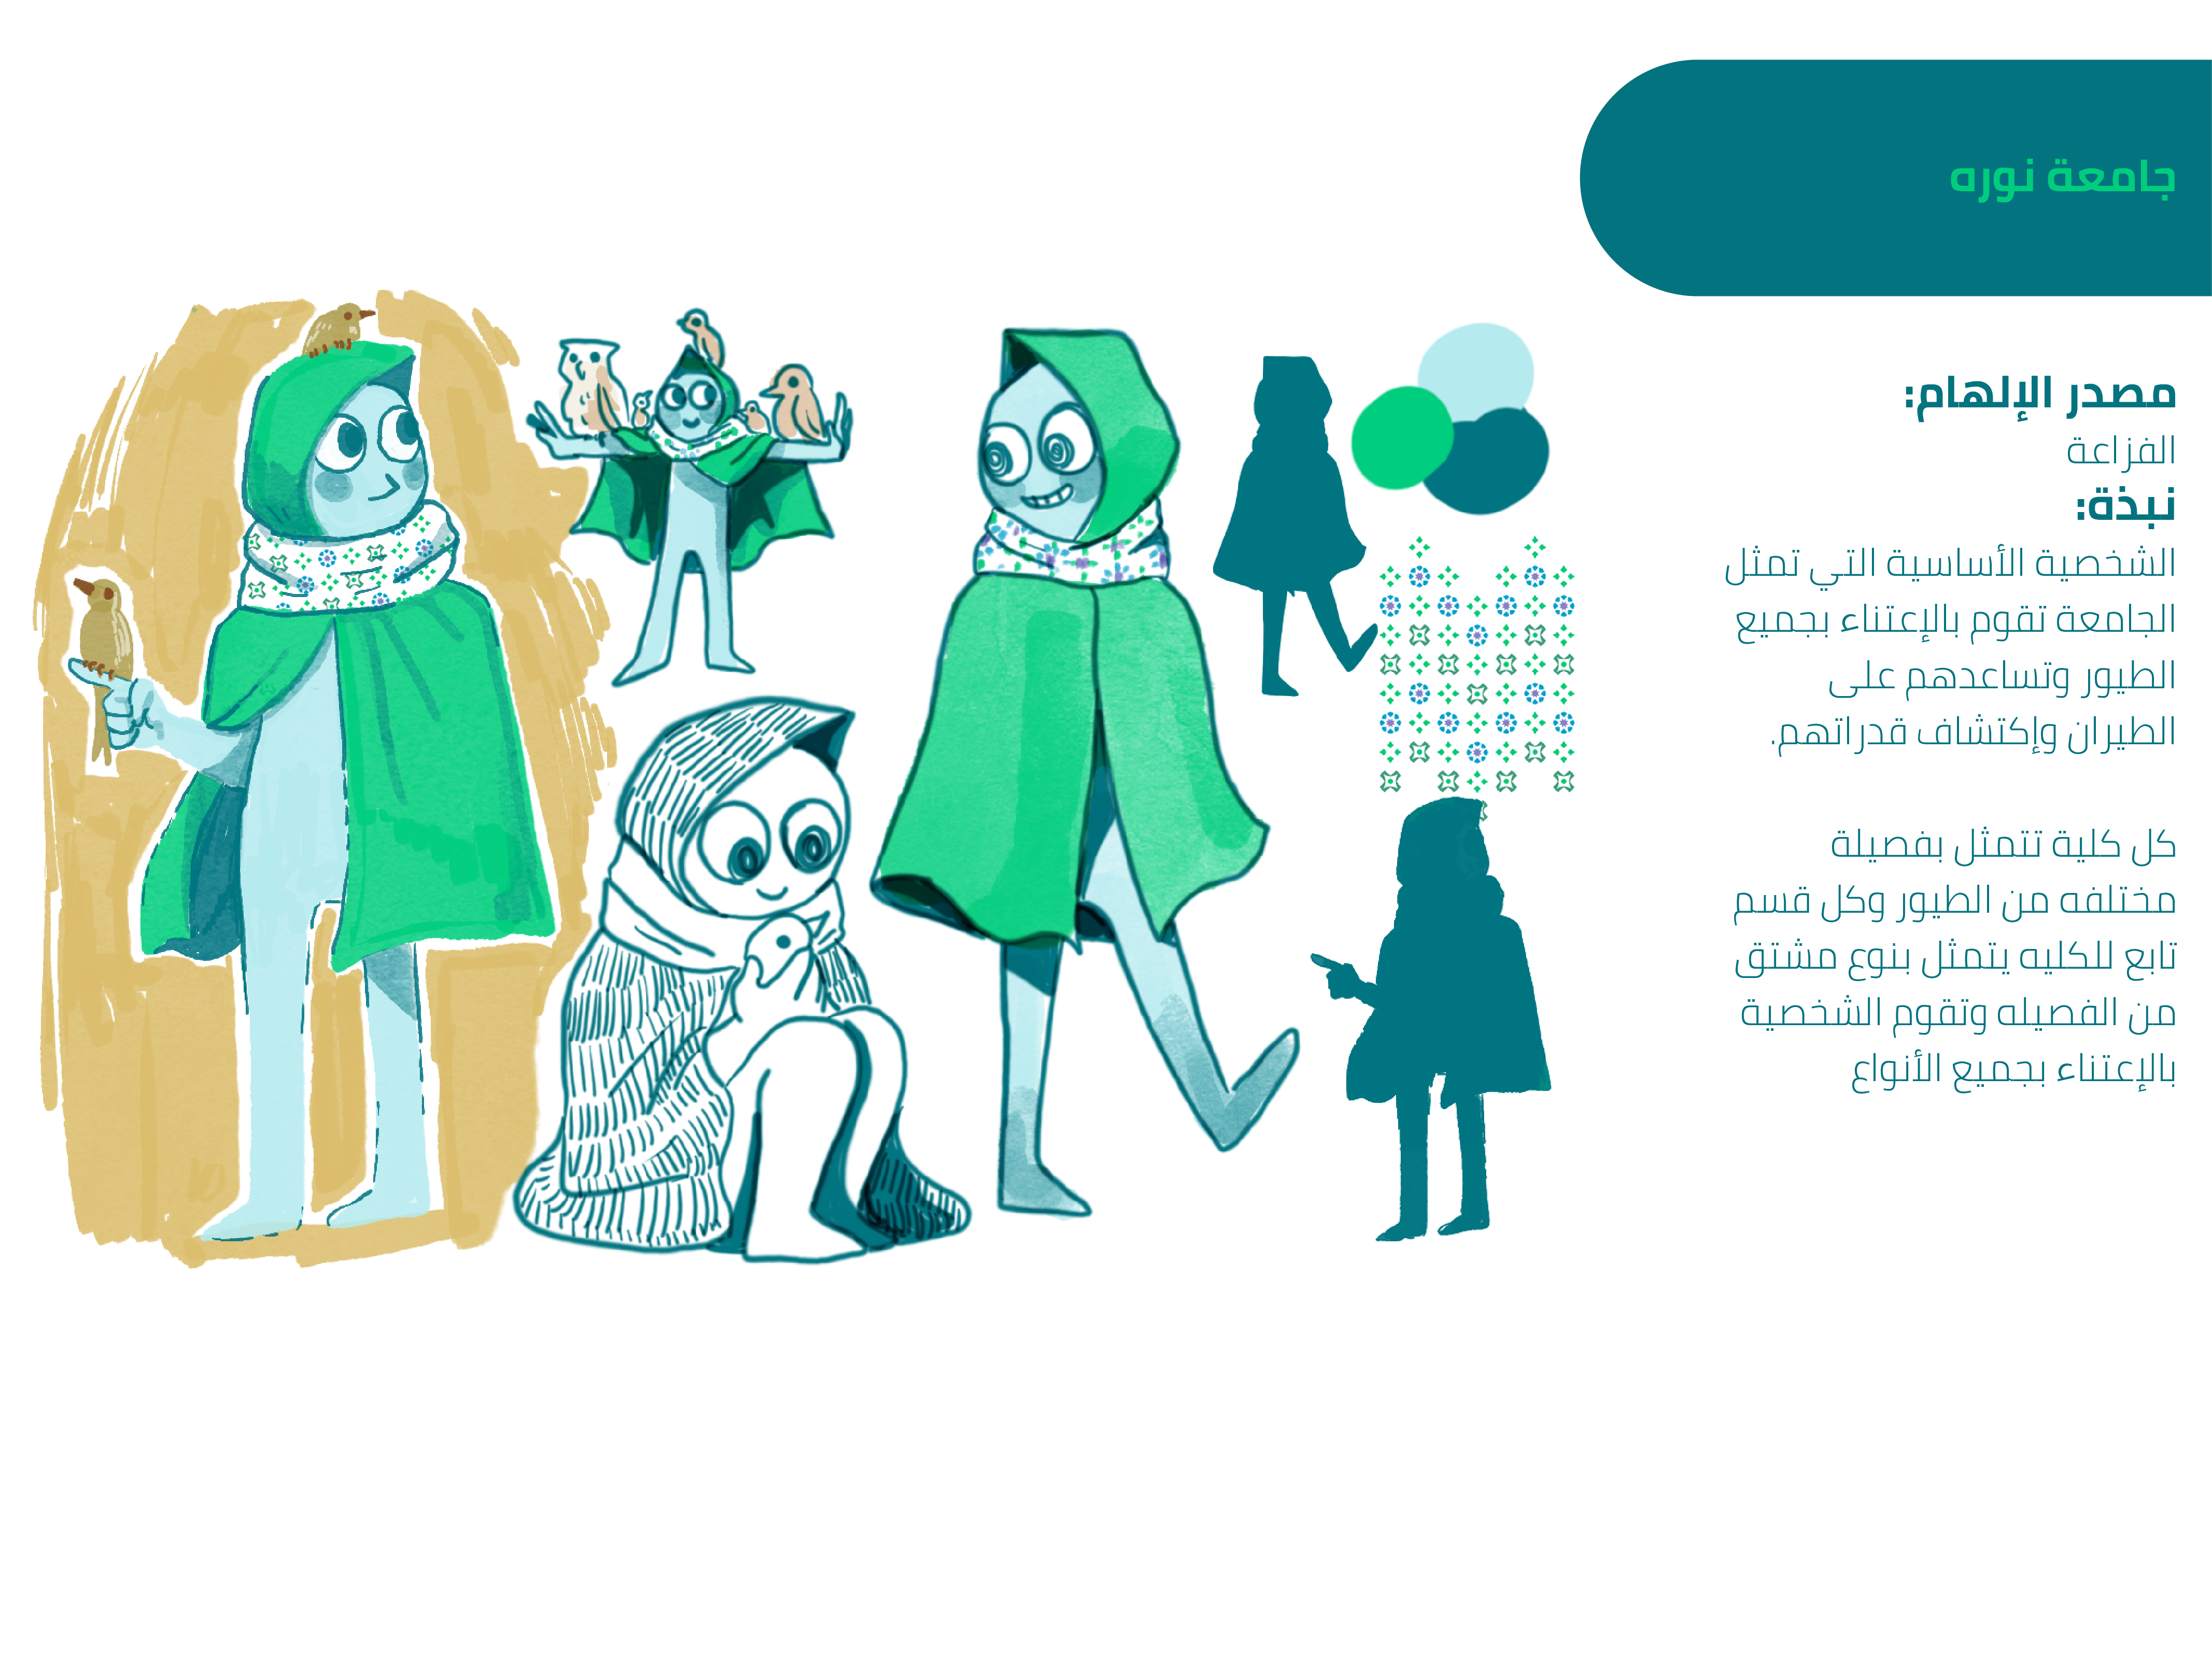 جامعة نوره
مصدر الإلهام:
الفزاعة
نبذة:
الشخصية الأساسية التي تمثل
الجامعة تقوم بالإعتناء بجميع
الطيور وتساعدهم على
الطيران وإكتشاف قدراتهم.
كل كلية تتمثل بفصيلة
مختلفه من الطيور وكل قسم
تابع للكليه يتمثل بنوع مشتق
من الفصيله وتقوم الشخصية
بالإعتناء بجميع الأنواع